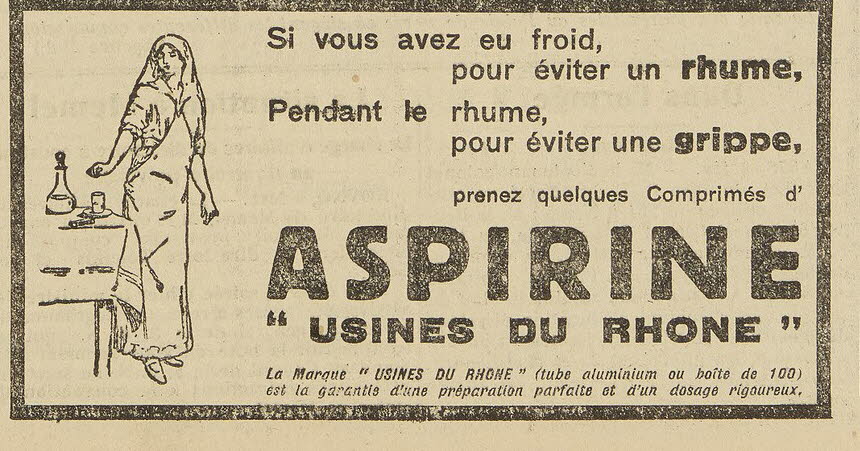 Si vous avez eu froid,
pour éviter un rhume,
Pendant le rhume,
pour éviter une grippe,
prenez quelques Comprimés d'
ASPIRINE
“ USINES DU RHONE ”
La Marque “ USINES DU RHÔNE ” (tube aluminium ou boîte de 100)
est la garantie d'une préparation parfaite et d'un dosage rigoureux.